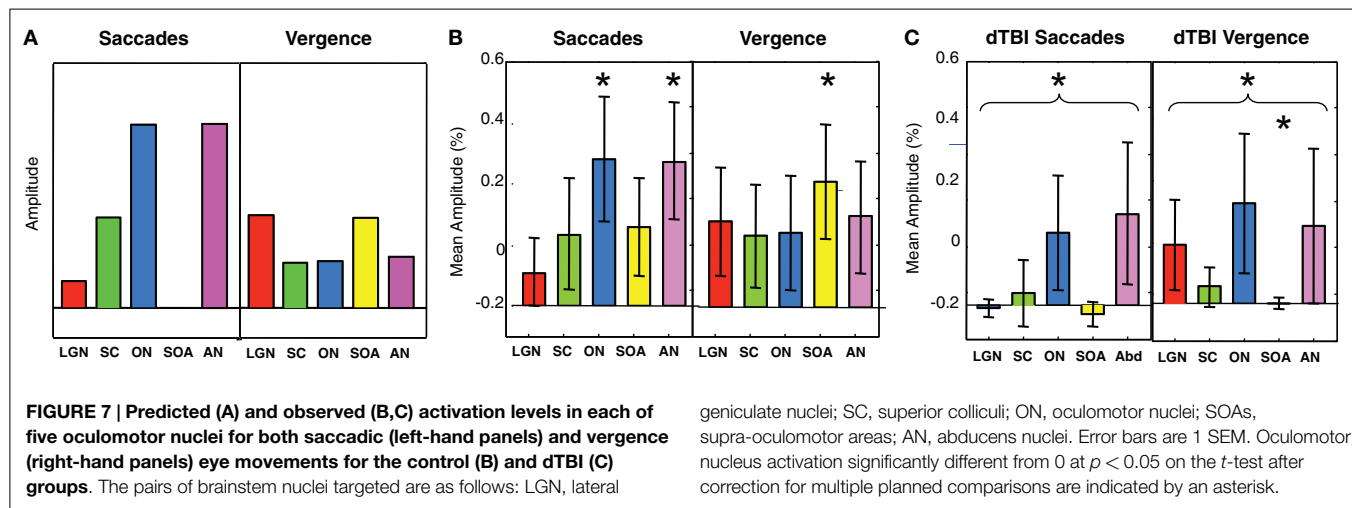 A
Saccades
Vergence
Amplitude
LGN SC ON SOA AN
LGN SC ON SOA AN
B
Saccades
Vergence
Mean Amplitude (%)
0.6
0.4
0.2
0
-0.2
* *
*
LGN SC ON SOA AN
LGN SC ON SOA AN
C
dTBI Saccades
dTBI Vergence
Mean Amplitude (%)
0.6
0.4
0.2
0
-0.2
*
*
*
LGN SC ON SOA Abd
LGN SC ON SOA AN
FIGURE 7 | Predicted (A) and observed (B,C) activation levels in each of
five oculomotor nuclei for both saccadic (left-hand panels) and vergence
(right-hand panels) eye movements for the control (B) and dTBI (C)
groups. The pairs of brainstem nuclei targeted are as follows: LGN, lateral
geniculate nuclei; SC, superior colliculi; ON, oculomotor nuclei; SOAs,
supra-oculomotor areas; AN, abducens nuclei. Error bars are 1 SEM. Oculomotor
nucleus activation significantly different from 0 at p < 0.05 on the t-test after
correction for multiple planned comparisons are indicated by an asterisk.